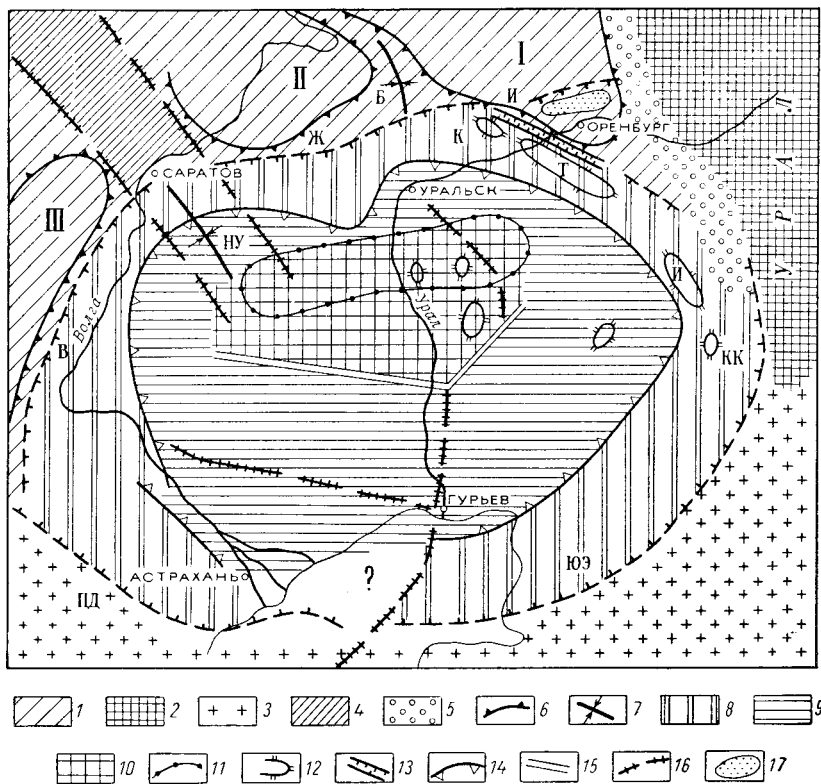 I
II
Б
И
К
Ж
ОРЕНБУРГ
Т
САРАТОВ
УРАЛЬСК
УРАЛ
III
НУ
Волга
Урал
И
В
КК
ГУРЬЕВ
АСТРАХАНЬ
?
ЮЭ
ПД
1 2 3 4 5 6 7 8 9
10 11 12 13 14 15 16 17